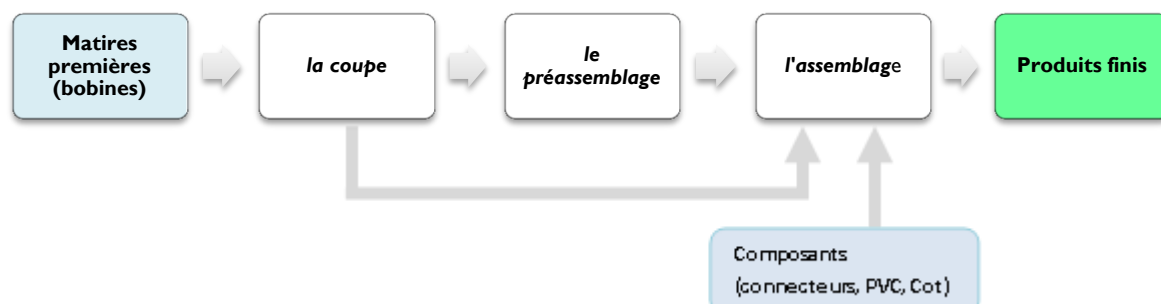 Matires
premières
(bobines)
la coupe
le
préassemblage
l'assemblage
Produits finis
Composants
(connecteurs, PVC, Cot)